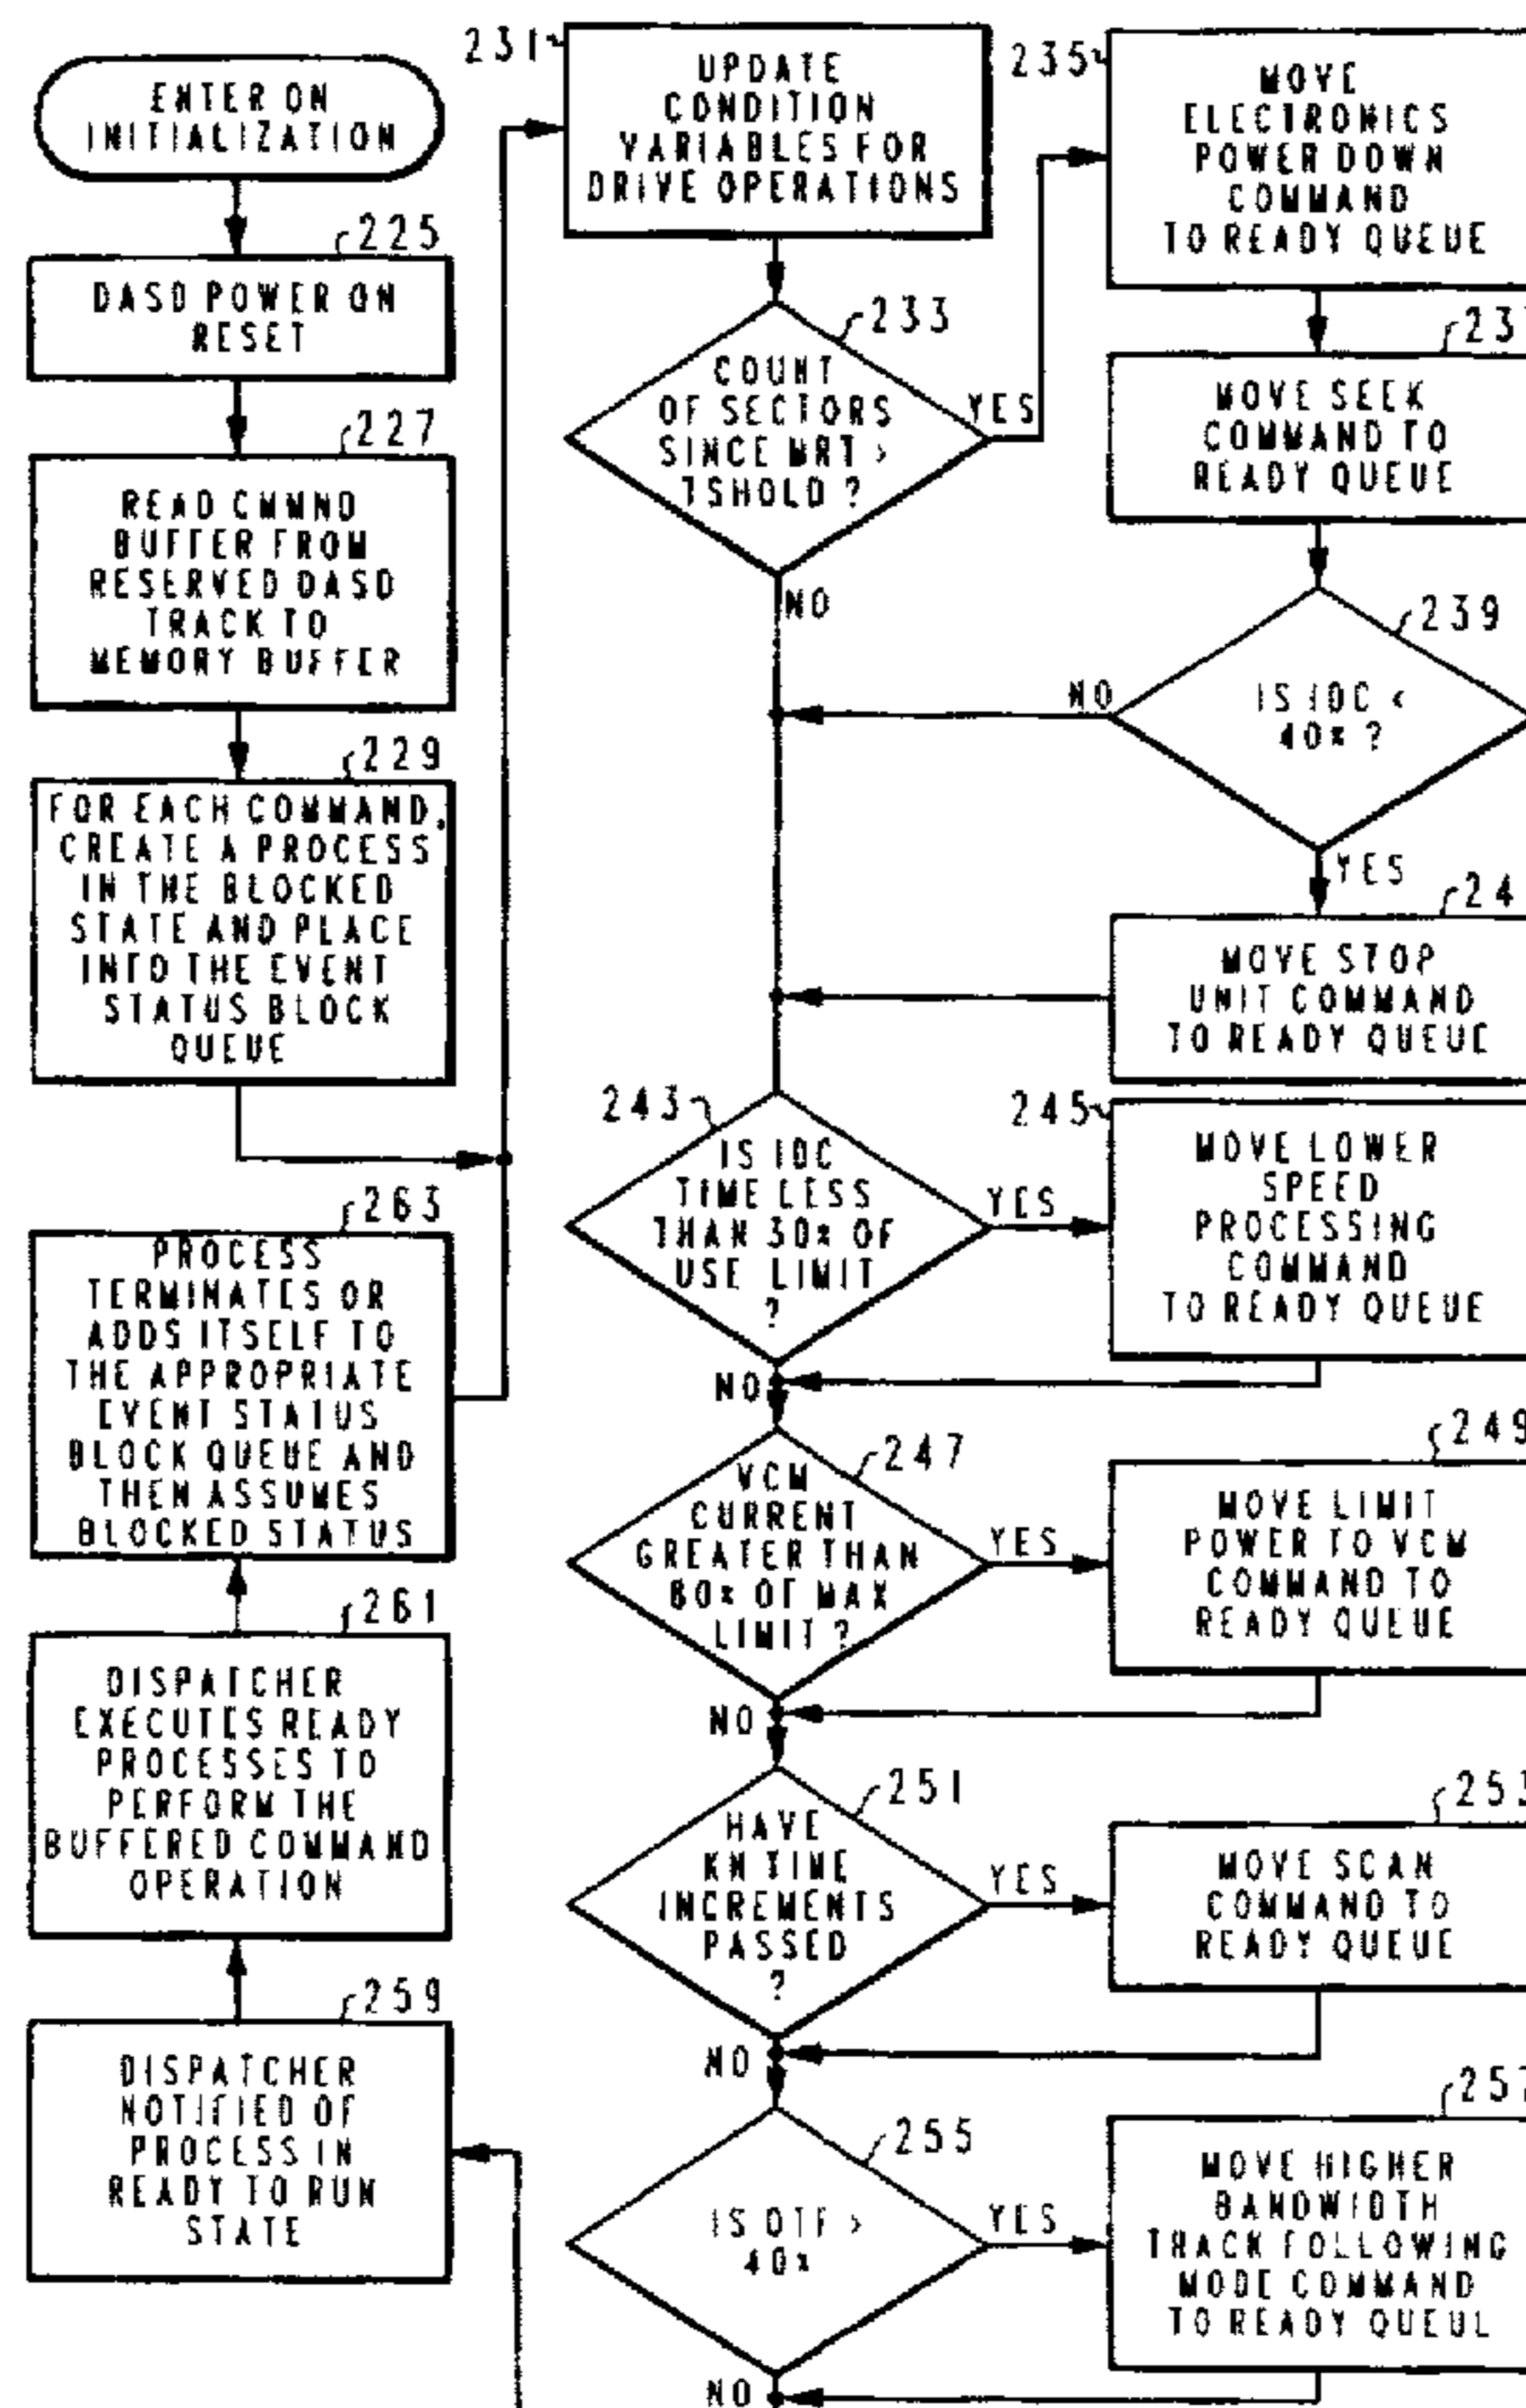 ENTER ON
INITIALIZATION
225
DASD POWER ON
RESET
227
READ CMMND
BUFFER FROM
RESERVED DASD
TRACK TO
MEMORY BUFFER
229
FOR EACH COMMAND,
CREATE A PROCESS
IN THE BLOCKED
STATE AND PLACE
INTO THE EVENT
STATUS BLOCK
QUEUE
263
PROCESS
TERMINATES OR
ADDS ITSELF TO
THE APPROPRIATE
EVENT STATUS
BLOCK QUEUE AND
THEN ASSUMES
BLOCKED STATUS
261
DISPATCHER
EXECUTES READY
PROCESSES TO
PERFORM THE
BUFFERED COMMAND
OPERATION
259
DISPATCHER
NOTIFIED OF
PROCESS IN
READY TO RUN
STATE
231
UPDATE
CONDITION
VARIABLES FOR
DRIVE OPERATIONS
233
COUNT
OF SECTORS
SINCE MRT >
TSHOLD ?
YES
NO
235
MOVE
ELECTRONICS
POWER DOWN
COMMAND
TO READY QUEUE
23
MOVE SEEK
COMMAND TO
READY QUEUE
239
IS IDC <
40% ?
NO
YES
24
MOVE STOP
UNIT COMMAND
TO READY QUEUE
243
IS IDC
TIME LESS
THAN 30% OF
USE LIMIT
?
YES
NO
245
MOVE LOWER
SPEED
PROCESSING
COMMAND
TO READY QUEUE
247
VCM
CURRENT
GREATER THAN
80% OF MAX
LIMIT ?
YES
NO
249
MOVE LIMIT
POWER TO VCM
COMMAND TO
READY QUEUE
251
HAVE
KN TIME
INCREMENTS
PASSED
?
YES
NO
253
MOVE SCAN
COMMAND TO
READY QUEUE
255
IS OTF >
40%
YES
NO
257
MOVE HIGHER
BANDWIDTH
TRACK FOLLOWING
MODE COMMAND
TO READY QUEUE